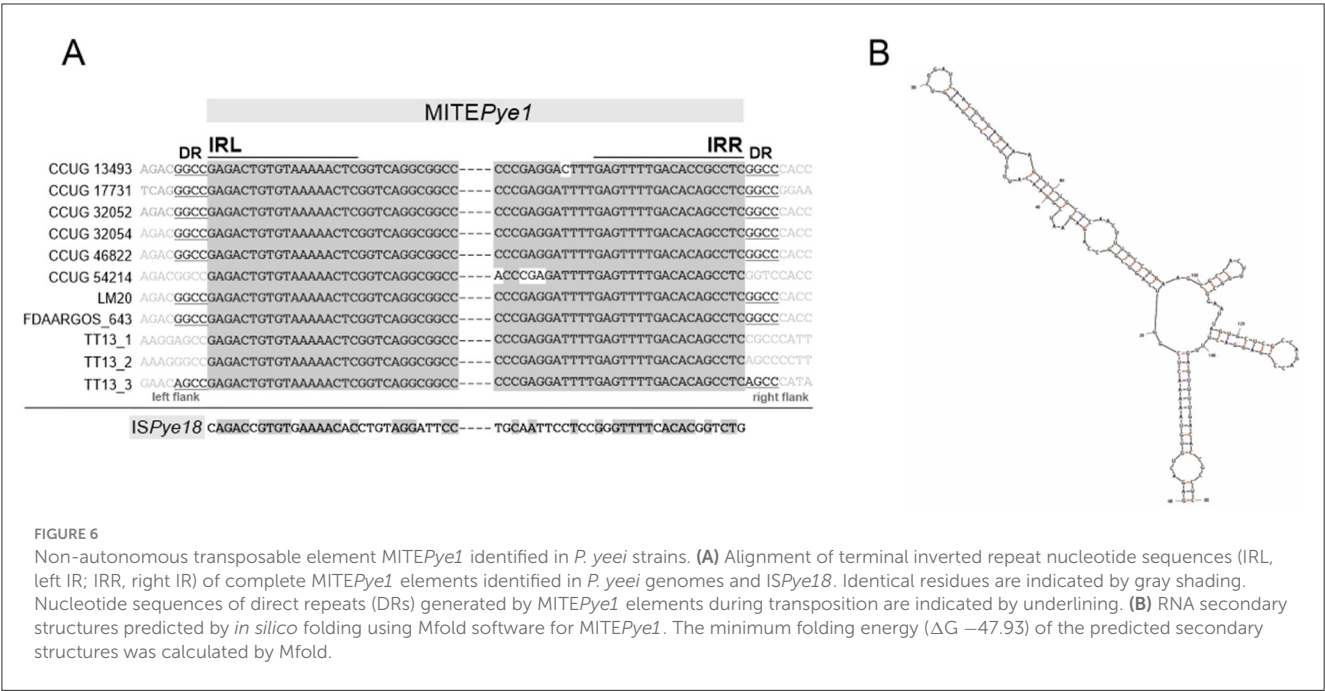 A
B
MITEPye1
DR IRL IRR DR
CCUG 13493 AGACGGCCGAGACTGTGTAAAAACTCGGTCAGGCGGCC----CCCGAGGACTTTGAGTTTTGACACCGCCTCGGCCCACC
CCUG 17731 TCAGGGCCGAGACTGTGTAAAAACTCGGTCAGGCGGCC----CCCGAGGATTTTGAGTTTTGACACAGCCTCGGCCGGAA
CCUG 32052 AGACGGCCGAGACTGTGTAAAAACTCGGTCAGGCGGCC----CCCGAGGATTTTGAGTTTTGACACAGCCTCGGCCCACC
CCUG 32054 AGACGGCCGAGACTGTGTAAAAACTCGGTCAGGCGGCC----CCCGAGGATTTTGAGTTTTGACACAGCCTCGGCCCACC
CCUG 46822 AGACGGCCGAGACTGTGTAAAAACTCGGTCAGGCGGCC----CCCGAGGATTTTGAGTTTTGACACAGCCTCGGCCCACC
CCUG 54214 AGACGGCCGAGACTGTGTAAAAACTCGGTCAGGCGGCC----ACCCGAGATTTTGAGTTTTGACACAGCCTCGGTCCACC
LM20 AGACGGCCGAGACTGTGTAAAAACTCGGTCAGGCGGCC----CCCGAGGATTTTGAGTTTTGACACAGCCTCGGCCCACC
FDAARGOS_643 AGACGGCCGAGACTGTGTAAAAACTCGGTCAGGCGGCC----CCCGAGGATTTTGAGTTTTGACACAGCCTCGGCCCACC
TT13_1 AAGGAGCCGAGACTGTGTAAAAACTCGGTCAGGCGGCC----CCCGAGGATTTTGAGTTTTGACACAGCCTCCGCCCATT
TT13_2 AAAGGGCCGAGACTGTGTAAAAACTCGGTCAGGCGGCC----CCCGAGGATTTTGAGTTTTGACACAGCCTCAGCCCCTT
TT13_3 GAACAGCCGAGACTGTGTAAAAACTCGGTCAGGCGGCC----CCCGAGGATTTTGAGTTTTGACACAGCCTCAGCCCATA
left flank right flank
ISPye18 CAGACCGTGTGAAAACACCTGTAGGATTCC----TGCAATTCCTCCGGGTTTTCACACGGTCTG
FIGURE 6
Non-autonomous transposable element MITEPye1 identified in P. yeei strains. (A) Alignment of terminal inverted repeat nucleotide sequences (IRL,
left IR; IRR, right IR) of complete MITEPye1 elements identified in P. yeei genomes and ISPye18. Identical residues are indicated by gray shading.
Nucleotide sequences of direct repeats (DRs) generated by MITEPye1 elements during transposition are indicated by underlining. (B) RNA secondary
structures predicted by in silico folding using Mfold software for MITEPye1. The minimum folding energy (ΔG −47.93) of the predicted secondary
structures was calculated by Mfold.